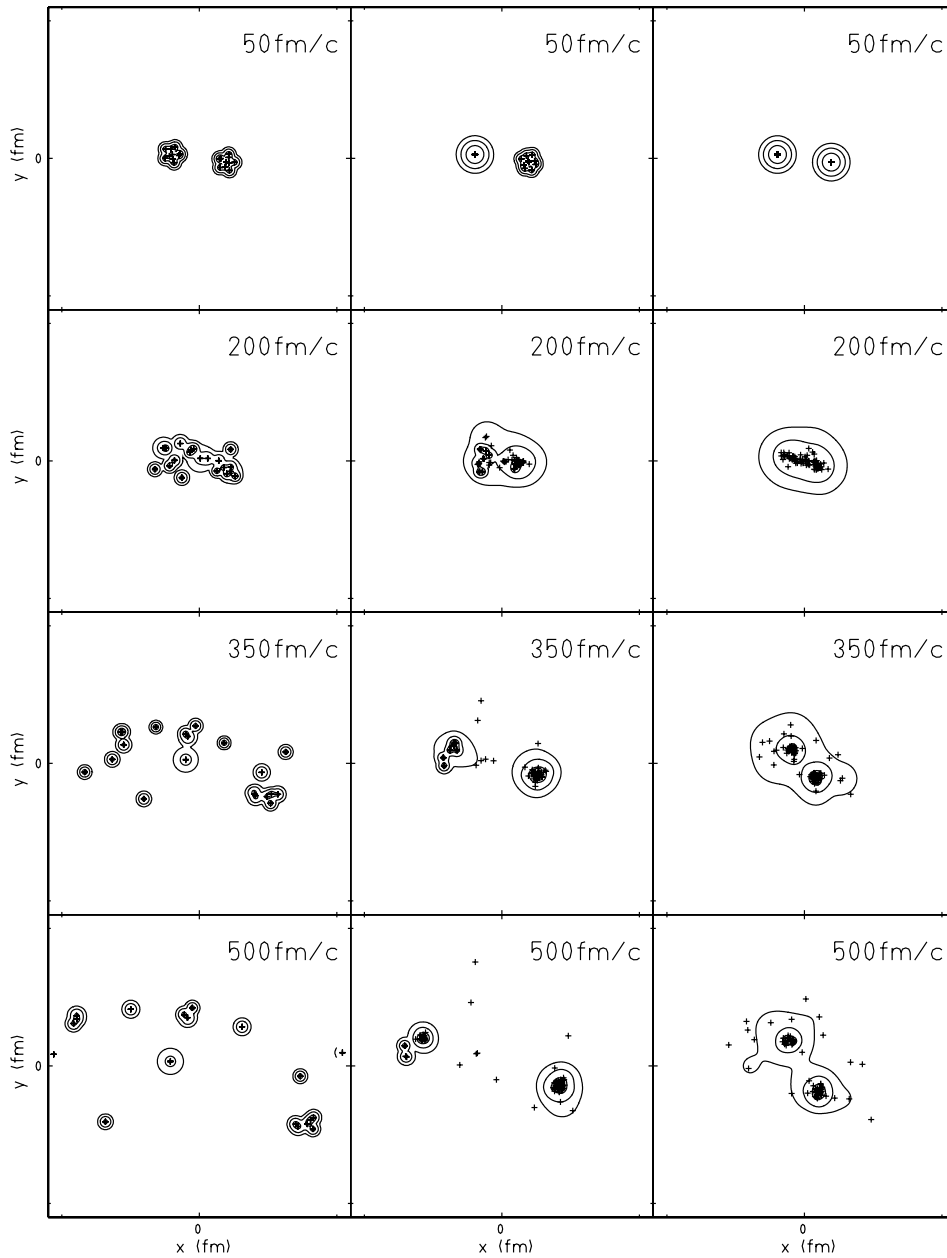 50fm/c 50fm/c 50fm/c
y (fm) 0
200fm/c 200fm/c 200fm/c
y (fm) 0
350fm/c 350fm/c 350fm/c
y (fm) 0
500fm/c 500fm/c 500fm/c
y (fm) 0
0 0 0
x (fm) x (fm) x (fm)